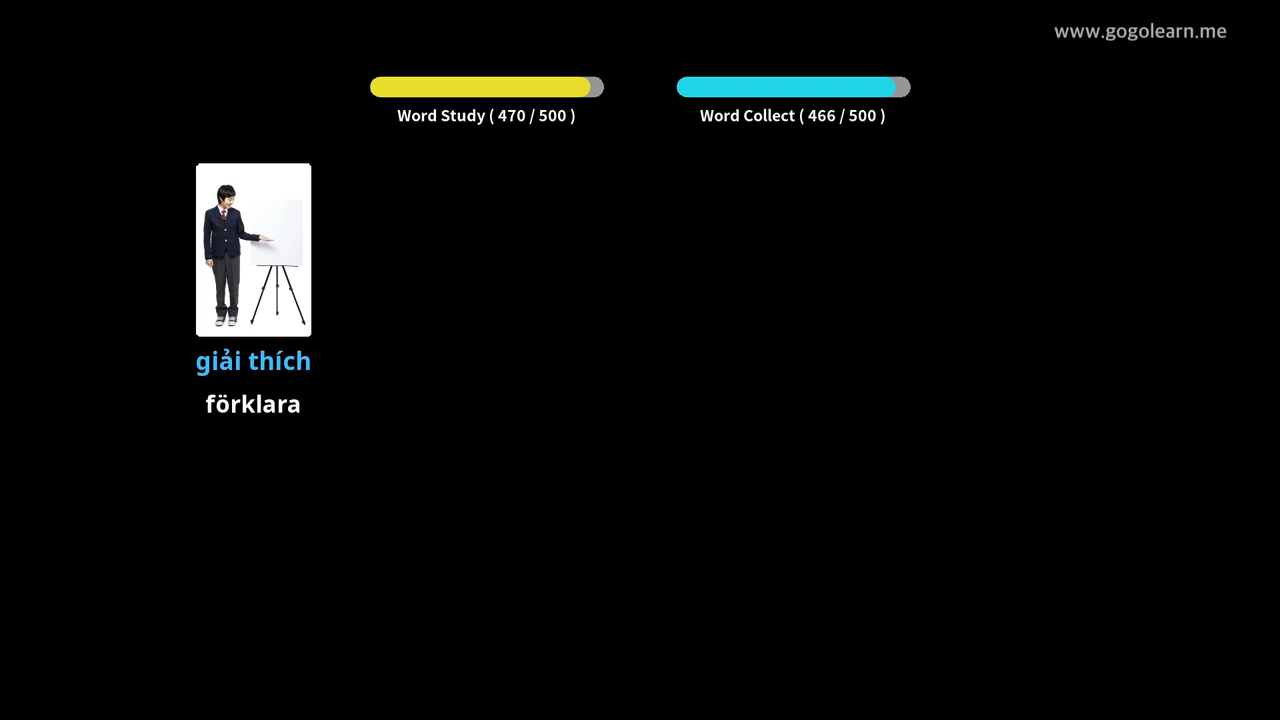 www.gogolearn.me
Word Study ( 470 / 500 )
Word Collect ( 466 / 500 )
giải thích
förklara